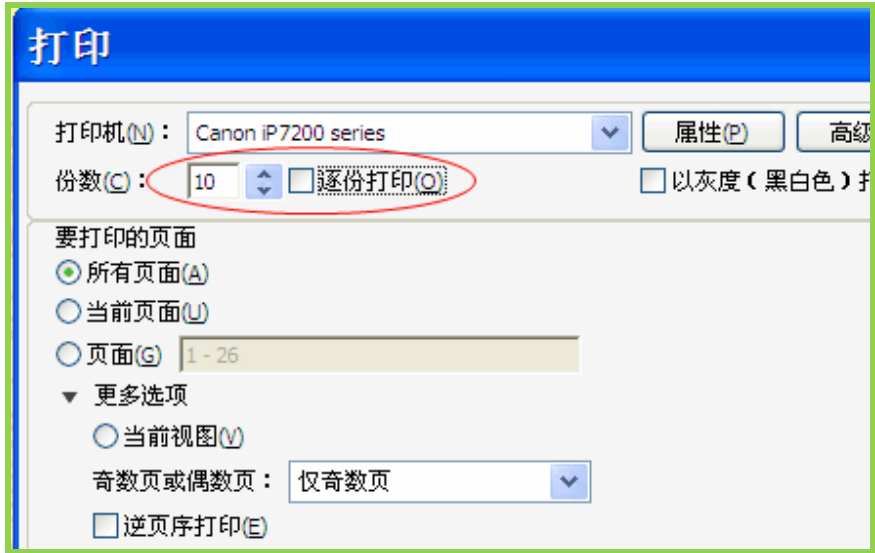 打印
打印机(N)： Canon iP7200 series 属性(P) 高级
份数(C)： 10 逐份打印(O) 以灰度（黑白色）打
要打印的页面
所有页面(A)
当前页面(U)
页面(G) 1 - 26
更多选项
当前视图(V)
奇数页或偶数页： 仅奇数页
逆页序打印(E)